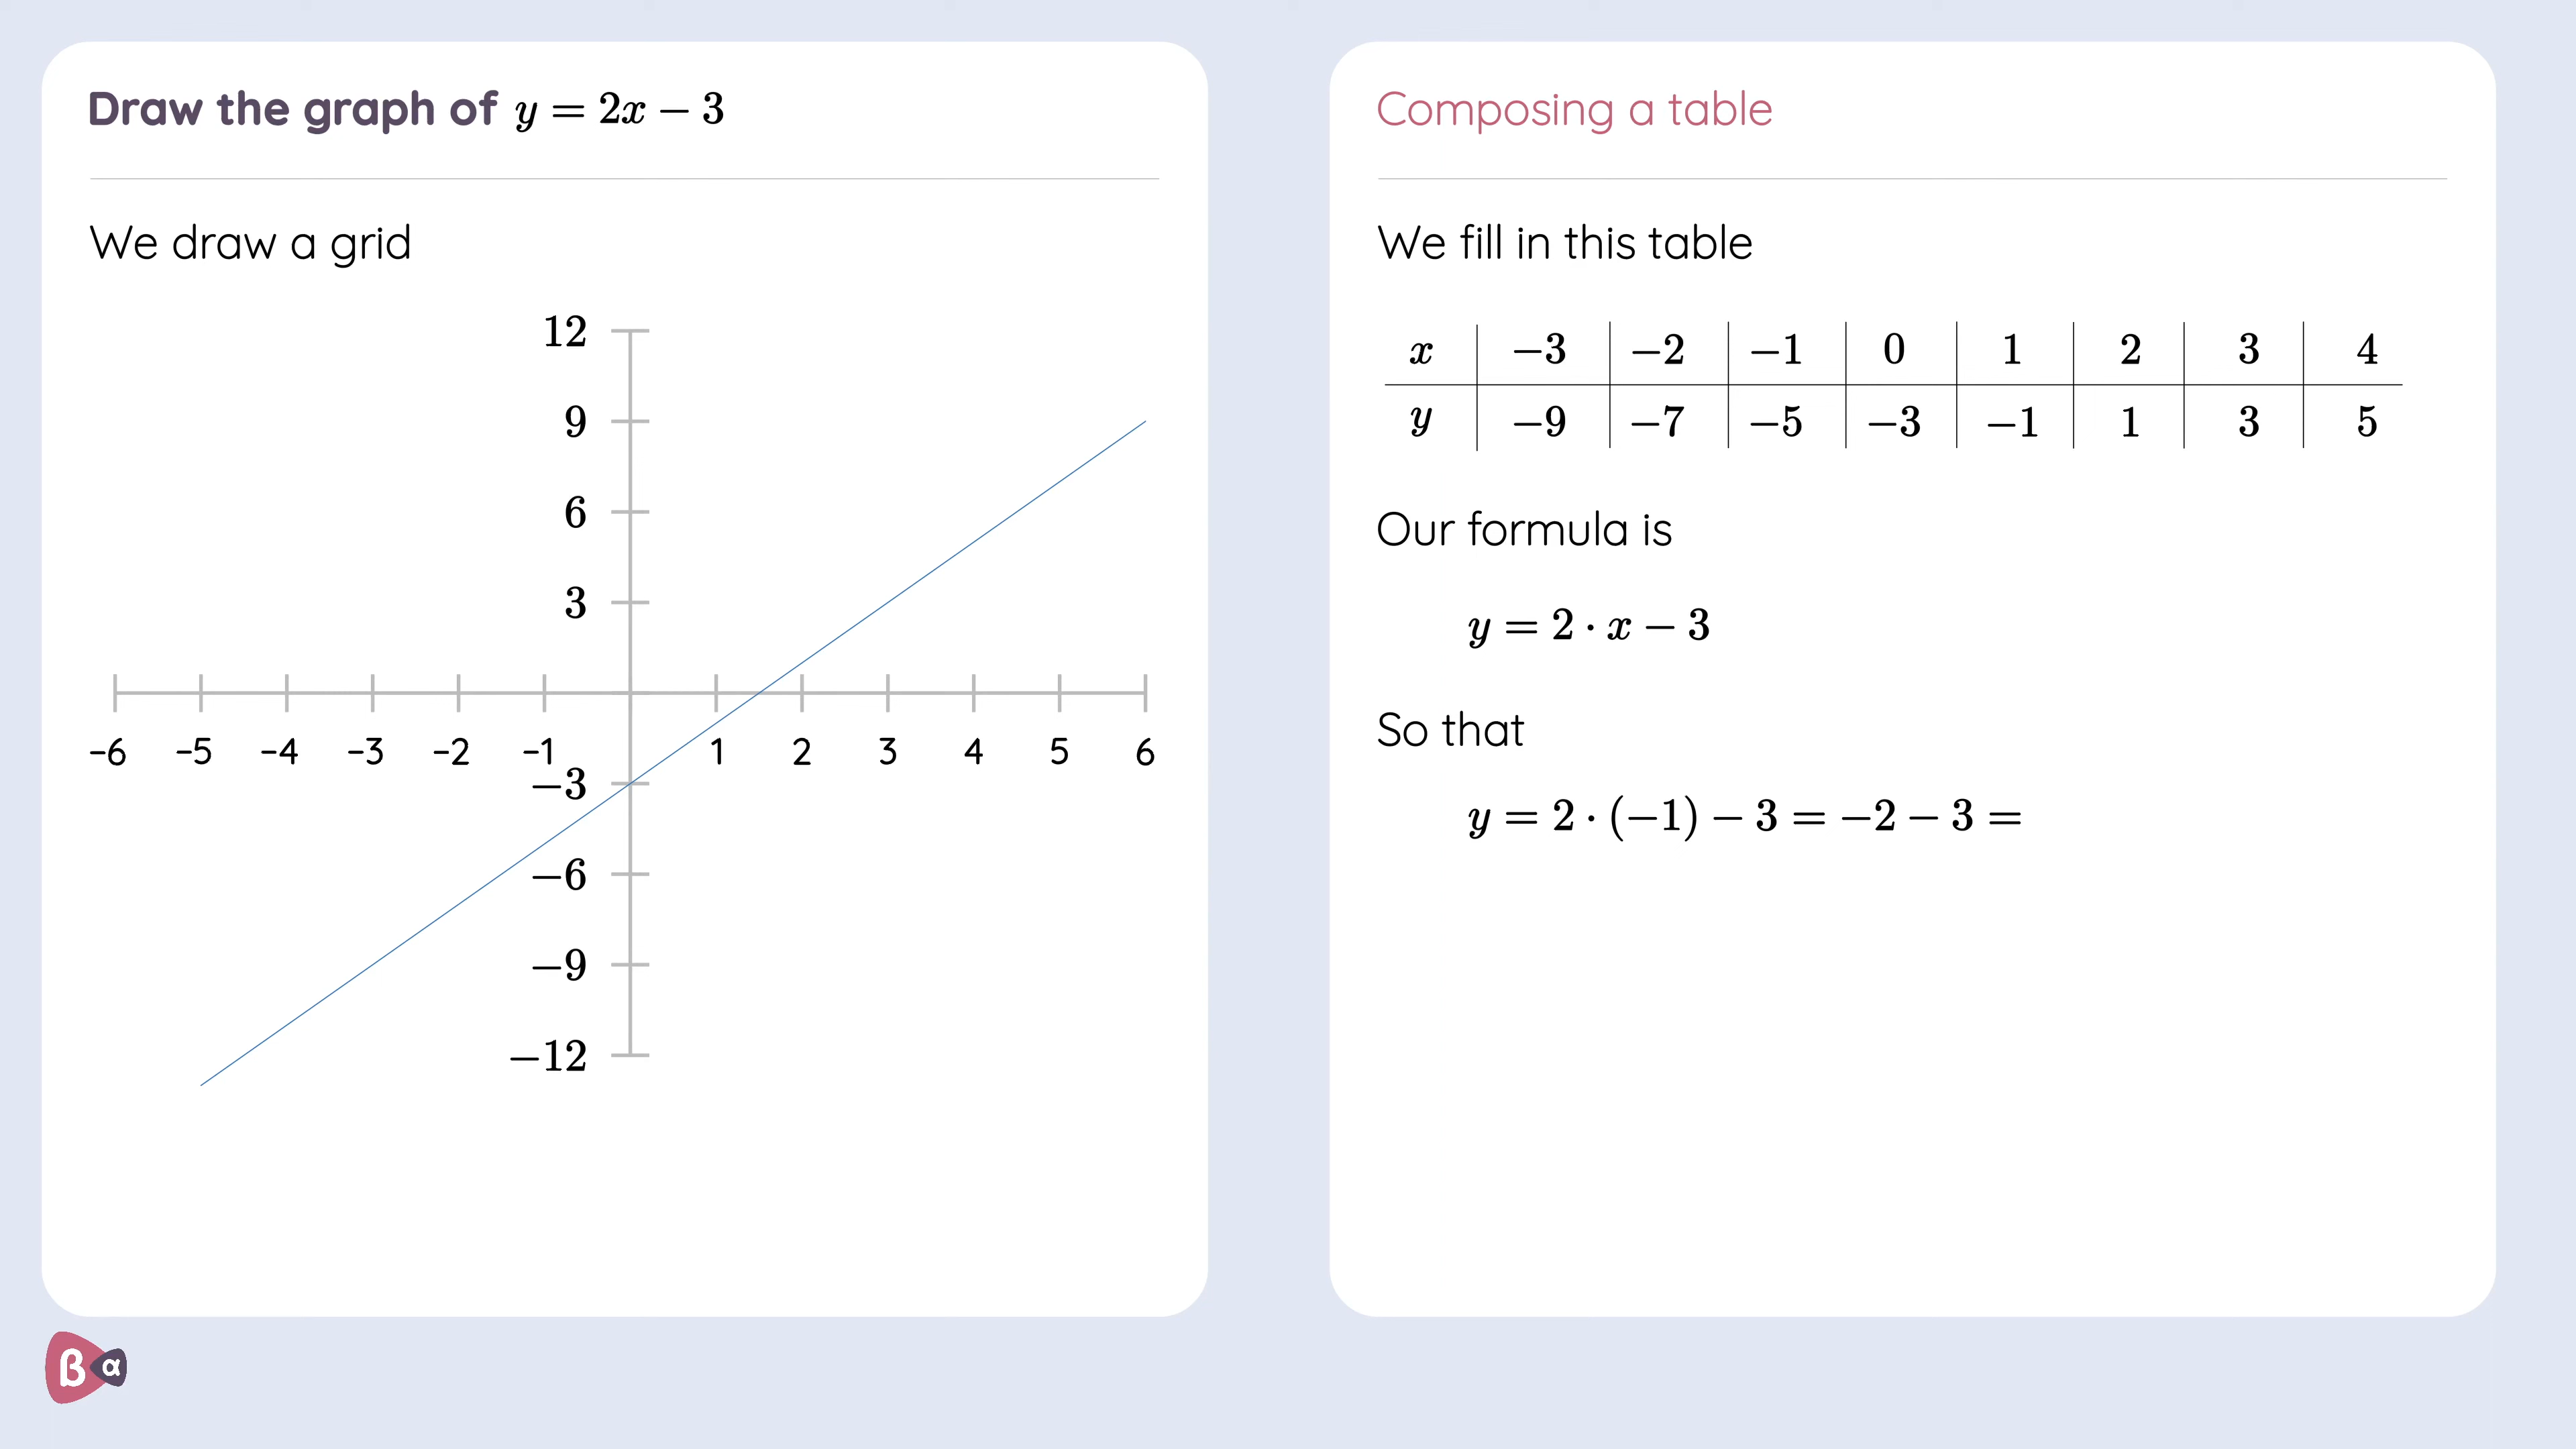 Draw the graph of y = 2x − 3
We draw a grid
12
9
6
3
-6 -5 -4 -3 -2 -1 1 2 3 4 5 6
−3
−6
−9
−12
Composing a table
We fill in this table
x −3 −2 −1 0 1 2 3 4
y −9 −7 −5 −3 −1 1 3 5
Our formula is
y = 2 · x − 3
So that
y = 2 · (−1) − 3 = −2 − 3 =
β α